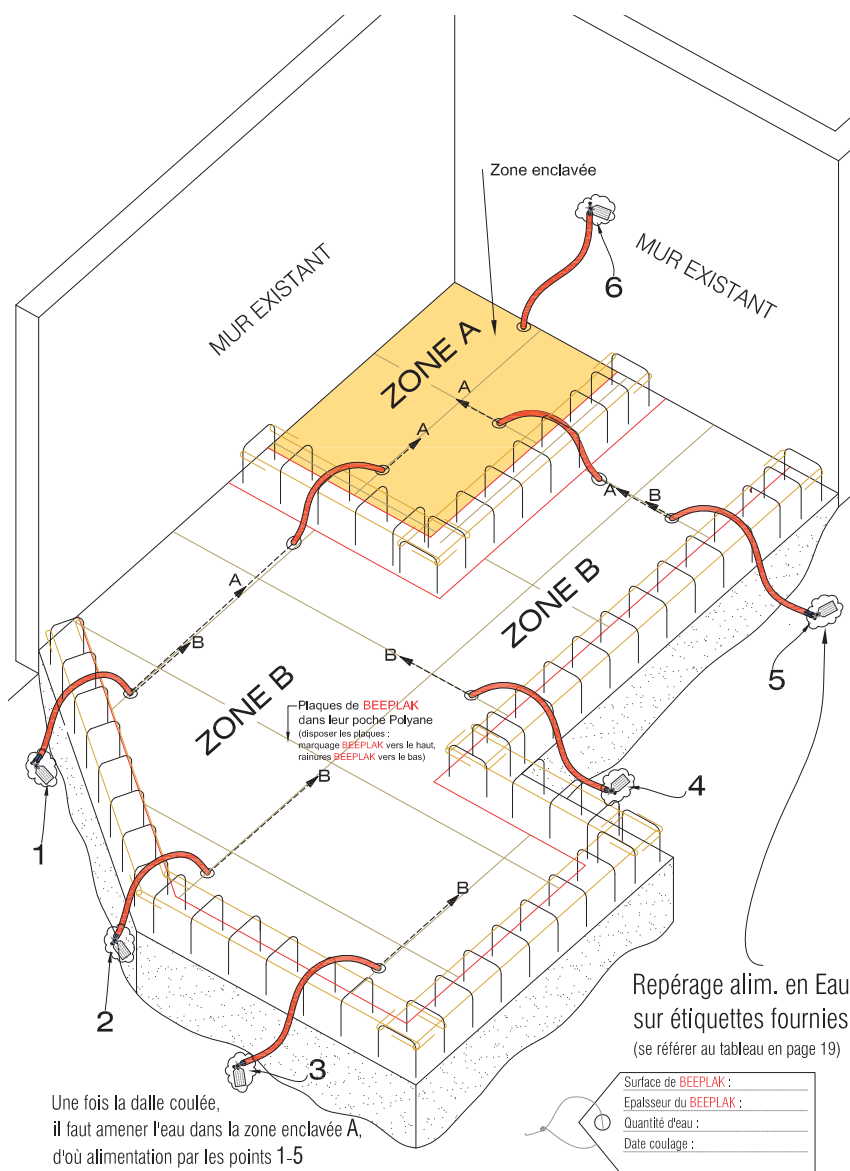 Zone enclavée
6
MUR EXISTANT
MUR EXISTANT
ZONE A
A
A
A
B
A
B
ZONE B
B
5
ZONE B
Plaques de BEEPLAK
dans leur poche Polyane
(disposer les plaques :
marquage BEEPLAK vers le haut,
rainures BEEPLAK vers le bas)
B
4
1
B
2
3
Repérage alim. en Eau
sur étiquettes fournies
(se référer au tableau en page 19)
Surface de BEEPLAK :
Epaisseur du BEEPLAK :
Quantité d'eau :
Date coulage :
Une fois la dalle coulée,
il faut amener l'eau dans la zone enclavée A,
d'où alimentation par les points 1-5